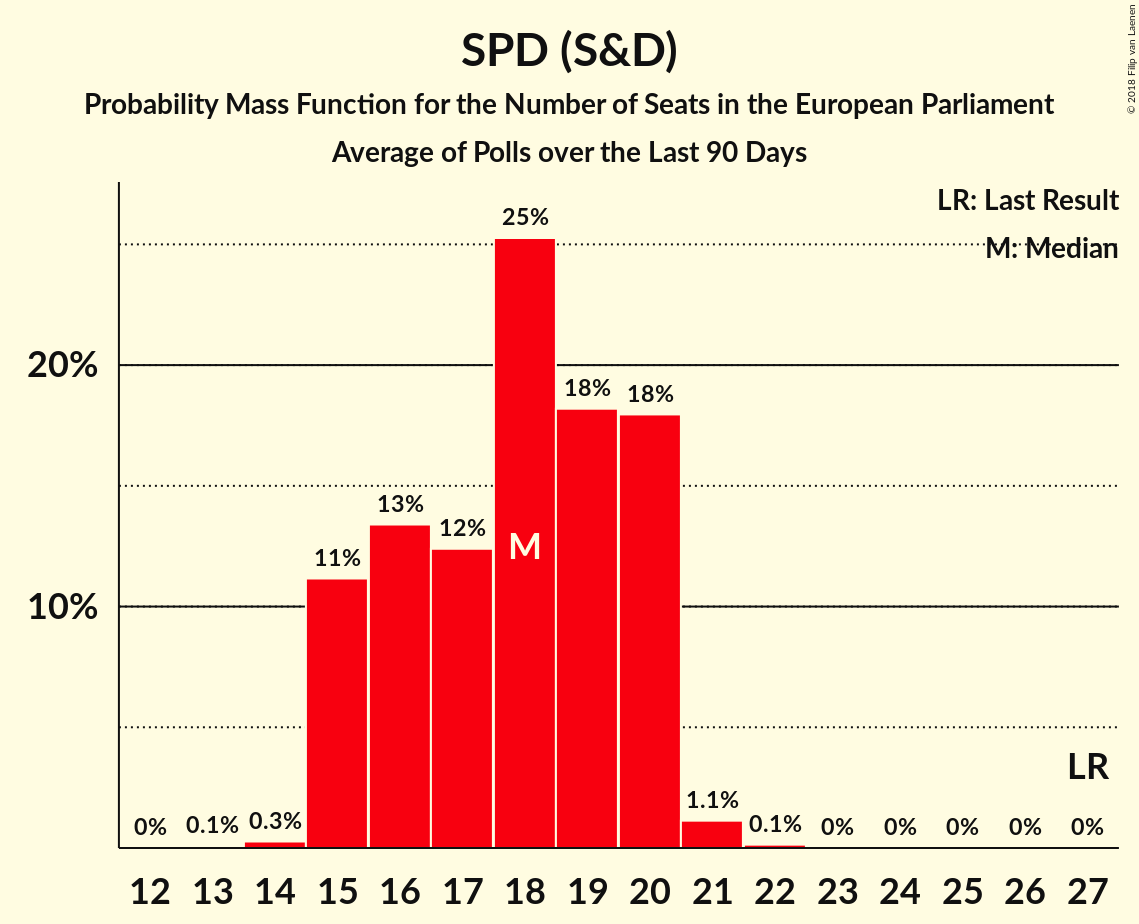 SPD (S&D)
Probability Mass Function for the Number of Seats in the European Parliament
Average of Polls over the Last 90 Days
© 2018 Filip van Laenen
LR: Last Result
M: Median
25%
20%
18%
18%
13%
12%
M
11%
10%
LR
1.1%
0%
0.1%
0.3%
0.1%
0%
0%
0%
0%
0%
12 13 14 15 16 17 18 19 20 21 22 23 24 25 26 27